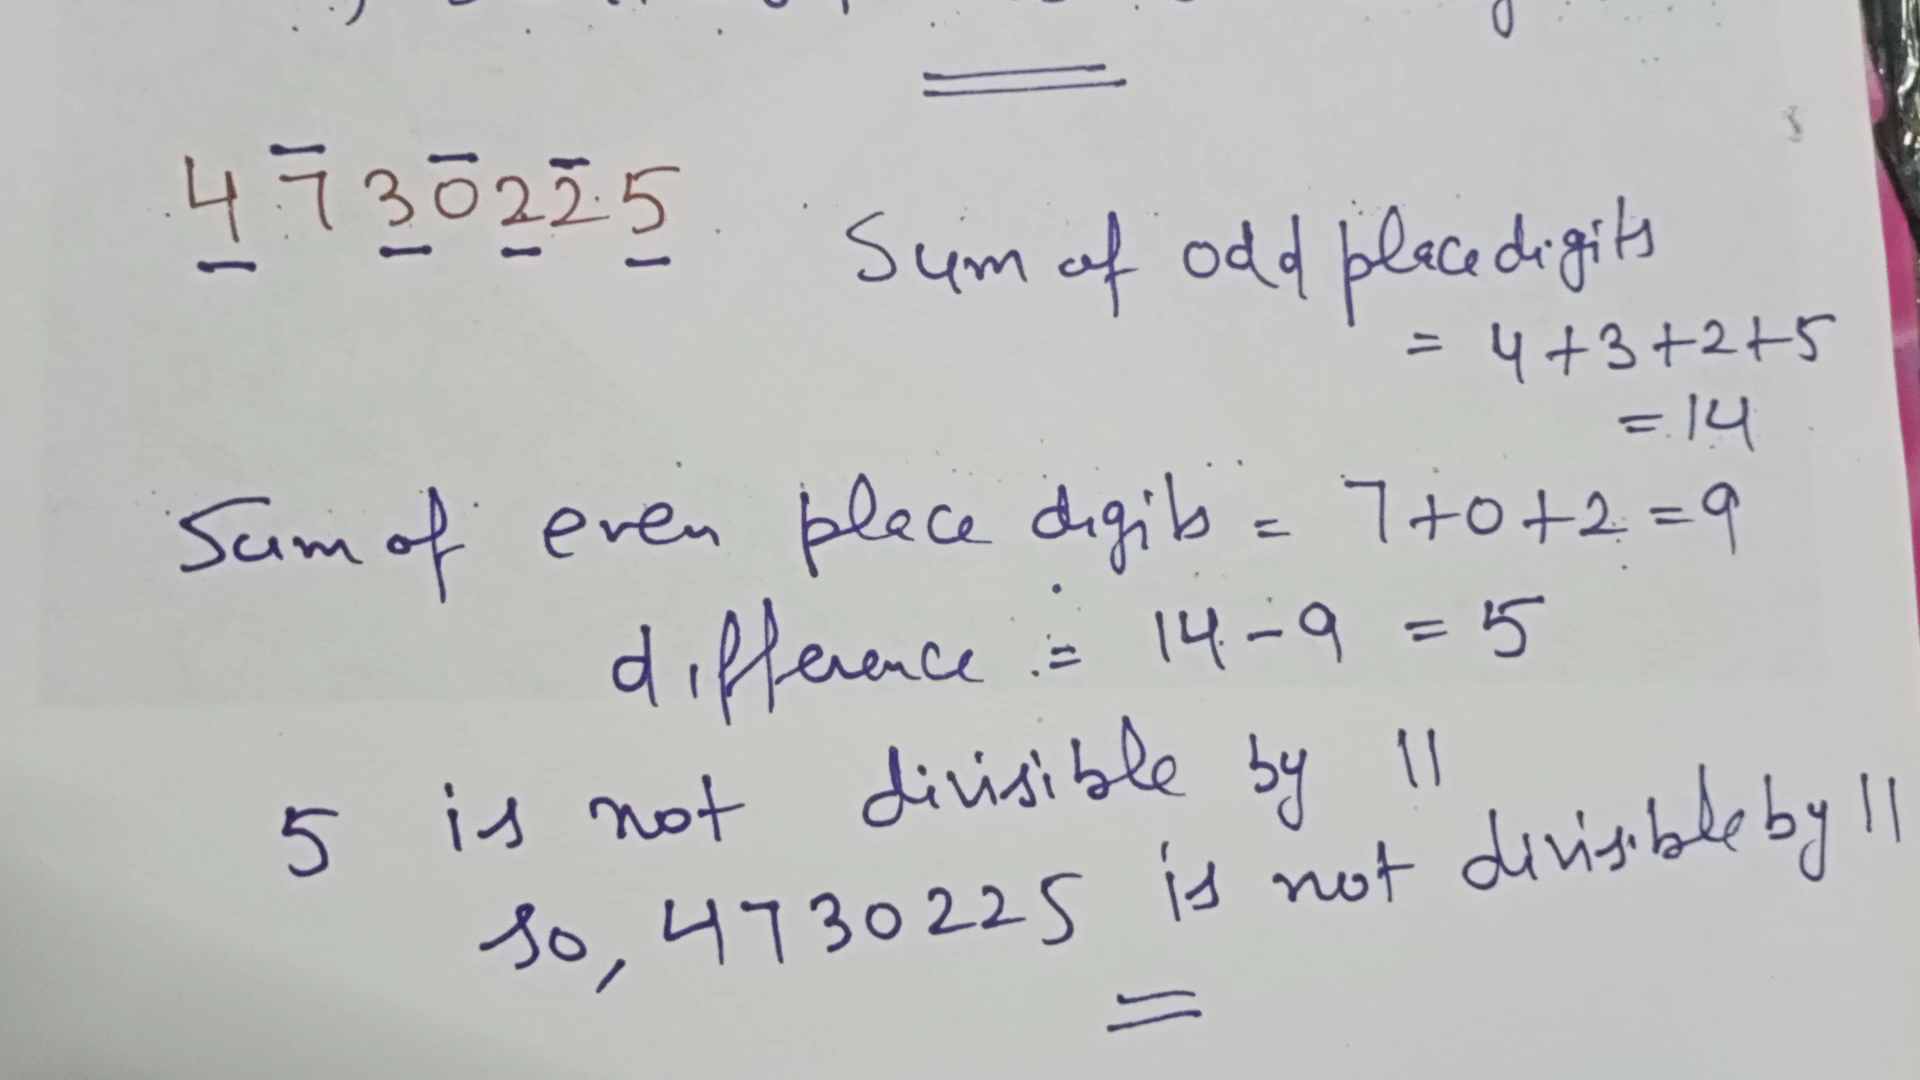 4730225
Sum of odd place digits
= 4+3+2+5
= 14
Sum of even place digits = 7+0+2 = 9
difference = 14-9 = 5
5 is not divisible by 11
so, 4730225 is not divisible by 11